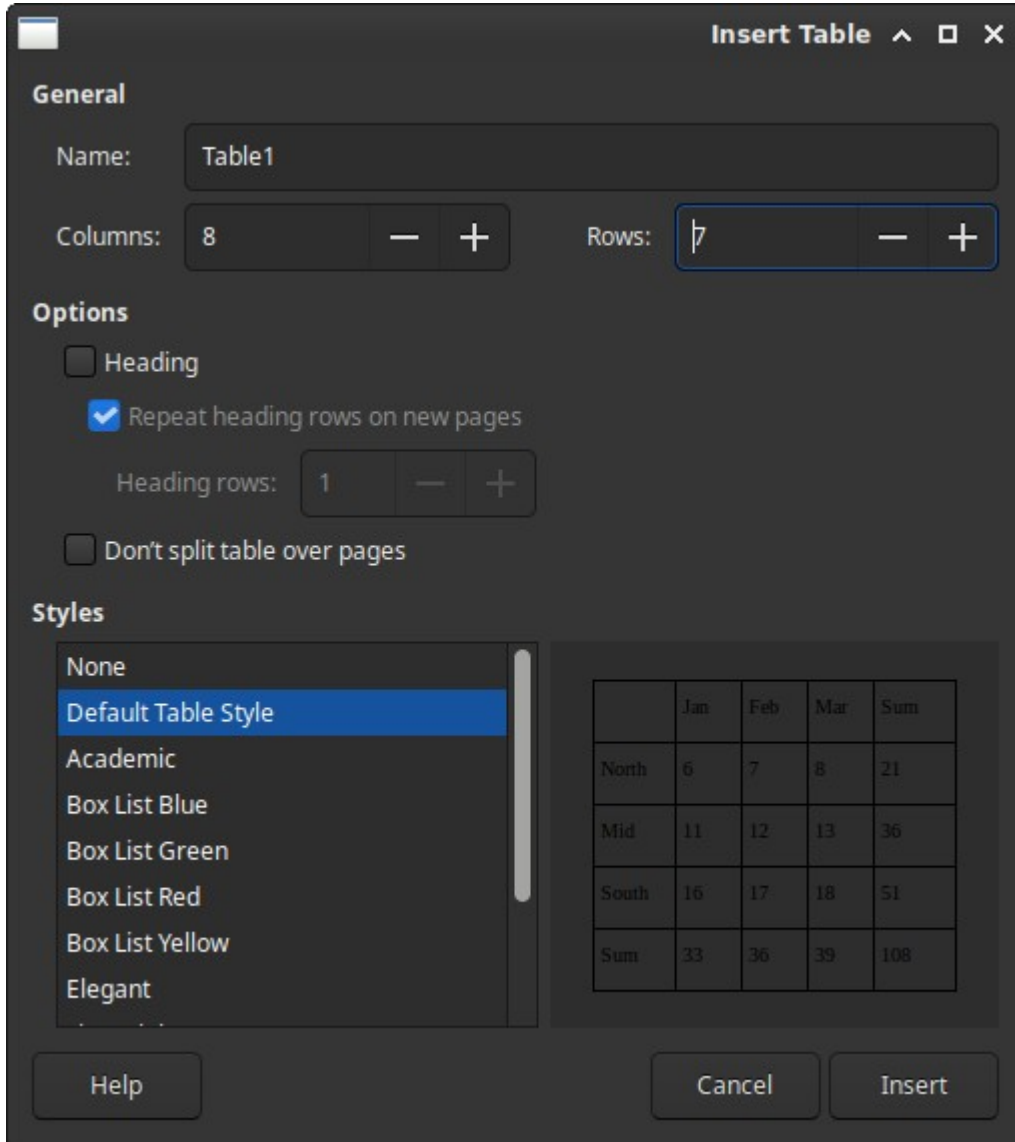 Insert Table
General
Name: Table1
Columns: 8 Rows: 7
Options
Heading
Repeat heading rows on new pages
Heading rows: 1
Don't split table over pages
Styles
None
Default Table Style
Academic
Box List Blue
Box List Green
Box List Red
Box List Yellow
Elegant
Jan Feb Mar Sum
North 6 7 8 21
Mid 11 12 13 36
South 16 17 18 51
Sum 33 36 39 108
Help Cancel Insert